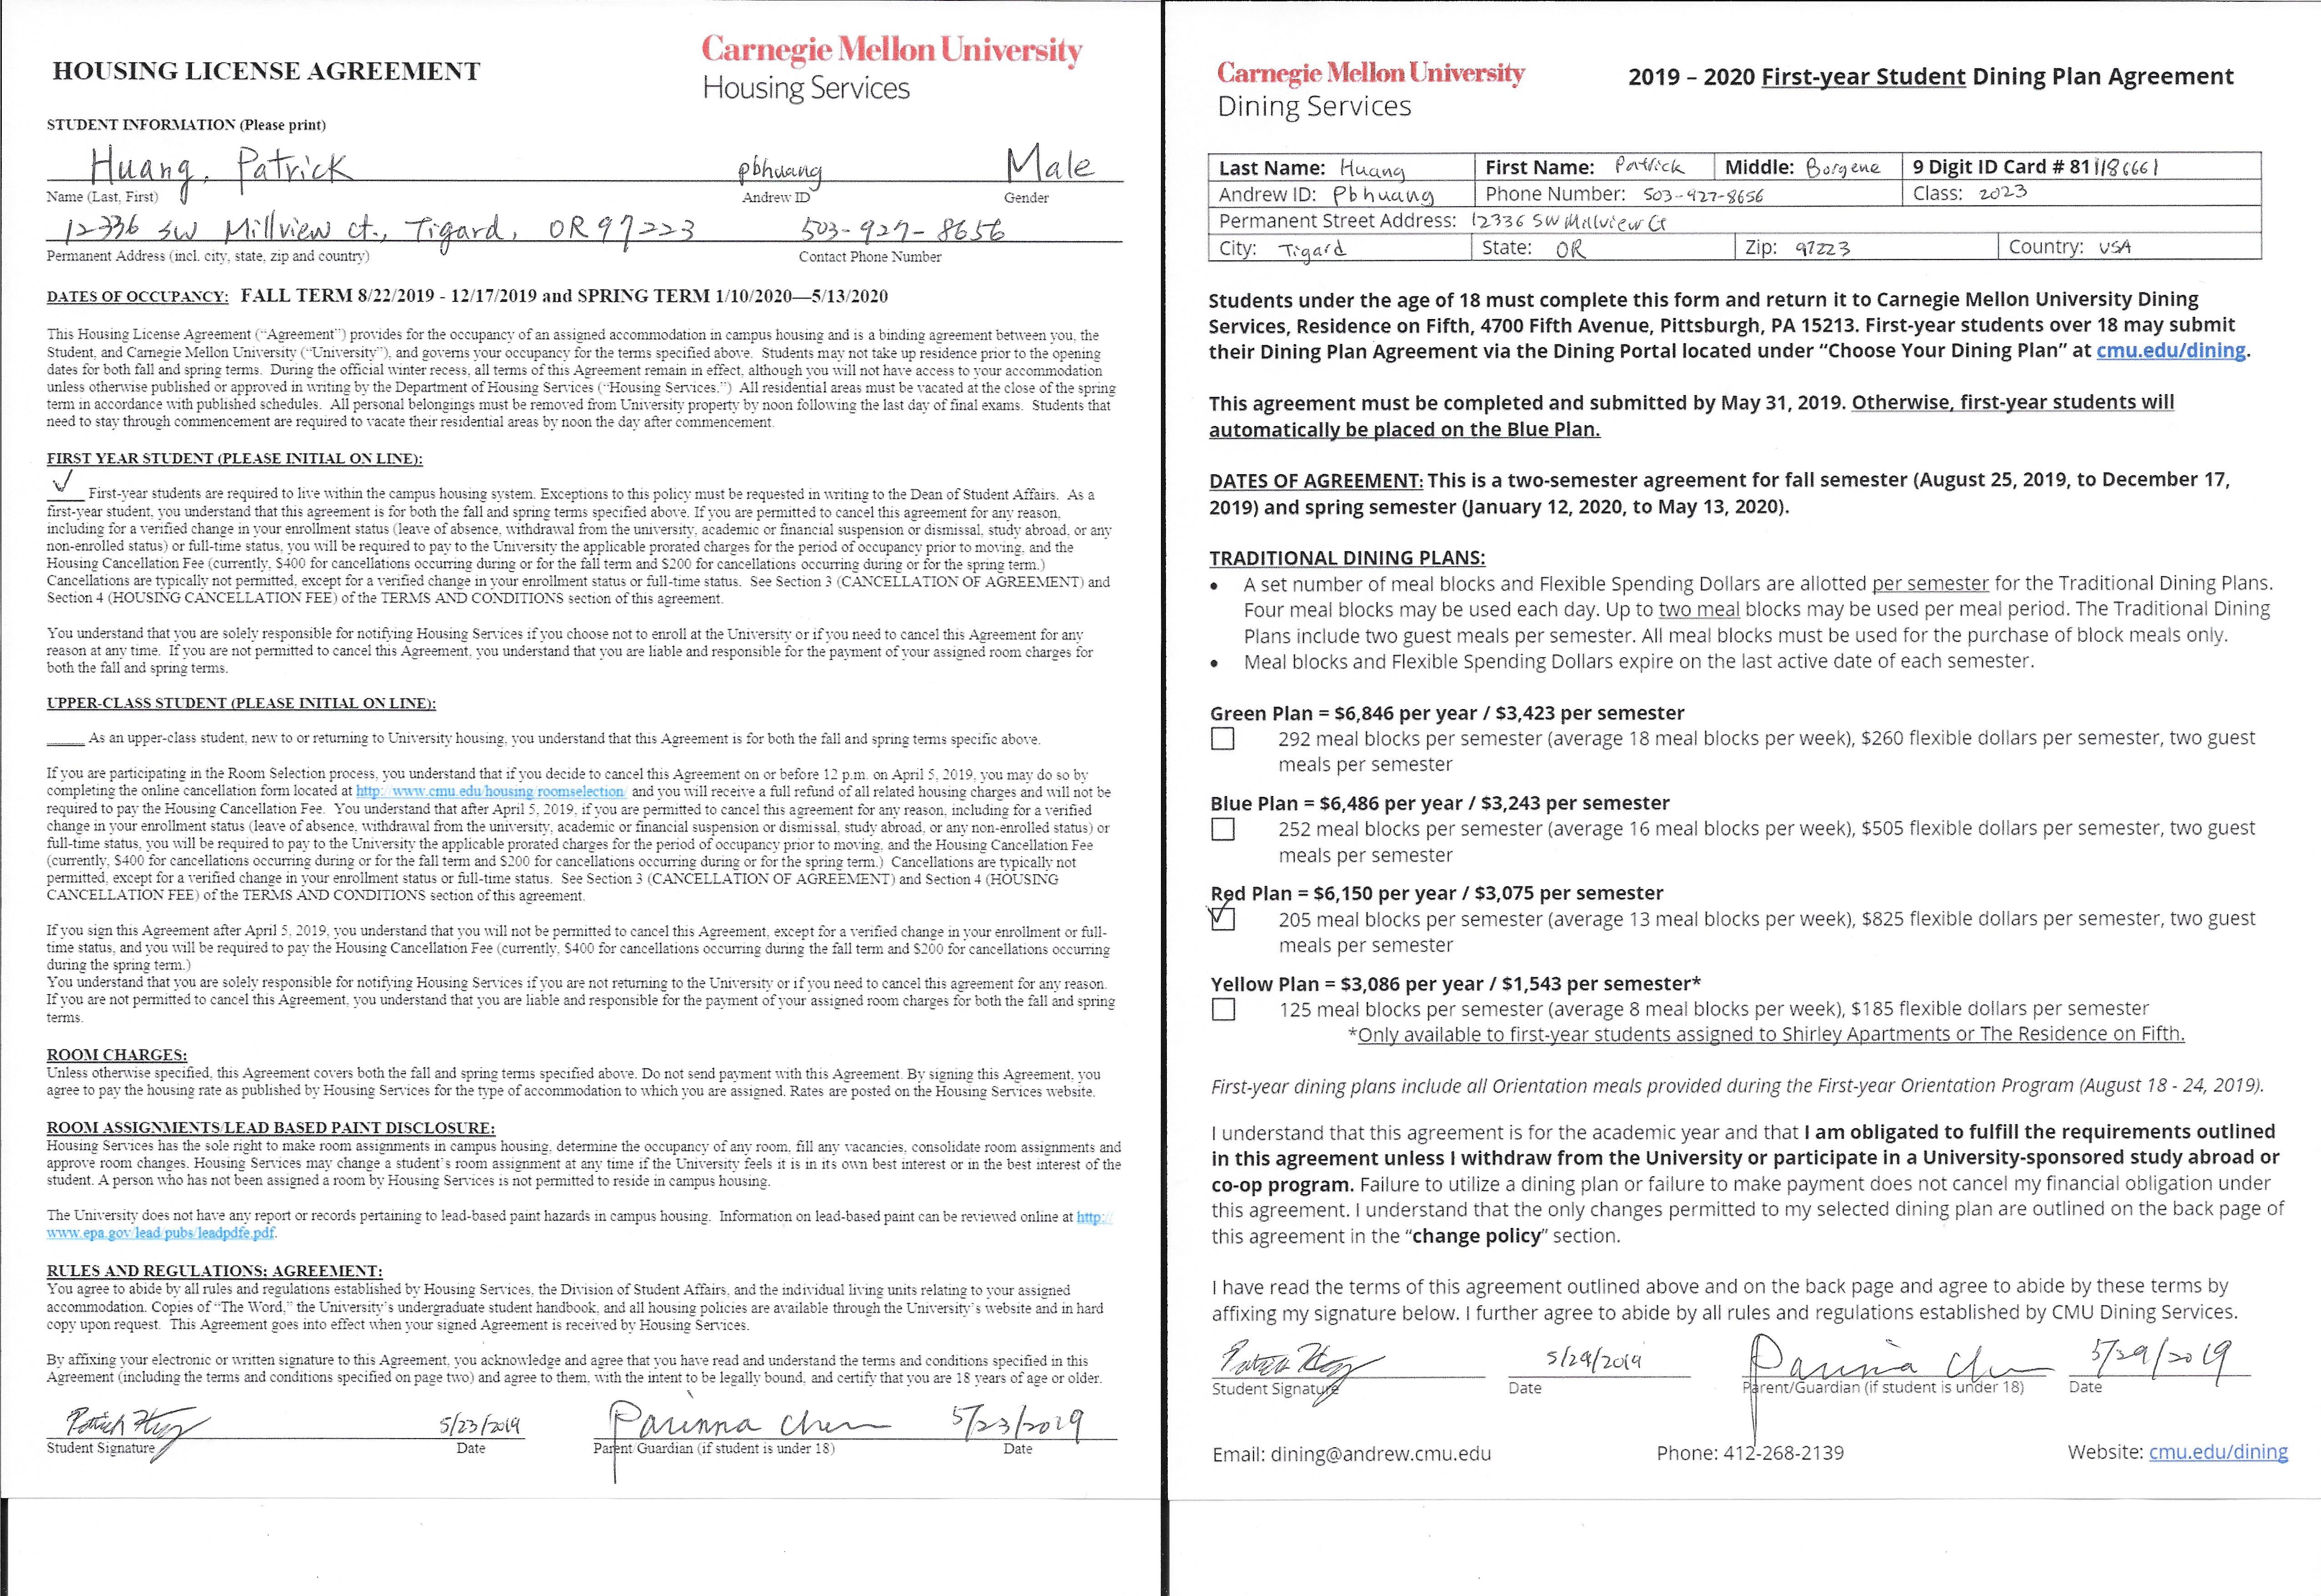 HOUSING LICENSE AGREEMENT
Carnegie Mellon University
Housing Services
STUDENT INFORMATION (Please print)
Huang, Patrick pbhuang Male
Name (Last, First) Andrew ID Gender
12336 SW Millview ct., Tigard, OR 97223 503-927-8656
Permanent Address (incl. city, state, zip and country) Contact Phone Number
DATES OF OCCUPANCY: FALL TERM 8/22/2019 - 12/17/2019 and SPRING TERM 1/10/2020—5/13/2020
This Housing License Agreement ("Agreement") provides for the occupancy of an assigned accommodation in campus housing and is a binding agreement between you, the
Student, and Carnegie Mellon University ("University"), and governs your occupancy for the terms specified above. Students may not take up residence prior to the opening
dates for both fall and spring terms. During the official winter recess, all terms of this Agreement remain in effect, although you will not have access to your accommodation
unless otherwise published or approved in writing by the Department of Housing Services ("Housing Services.") All residential areas must be vacated at the close of the spring
term in accordance with published schedules. All personal belongings must be removed from University property by noon following the last day of final exams. Students that
need to stay through commencement are required to vacate their residential areas by noon the day after commencement.
FIRST YEAR STUDENT (PLEASE INITIAL ON LINE):
✓ First-year students are required to live within the campus housing system. Exceptions to this policy must be requested in writing to the Dean of Student Affairs. As a
first-year student, you understand that this agreement is for both the fall and spring terms specified above. If you are permitted to cancel this agreement for any reason,
including for a verified change in your enrollment status (leave of absence, withdrawal from the university, academic or financial suspension or dismissal, study abroad, or any
non-enrolled status) or full-time status, you will be required to pay to the University the applicable prorated charges for the period of occupancy prior to moving, and the
Housing Cancellation Fee (currently, $400 for cancellations occurring during or for the fall term and $200 for cancellations occurring during or for the spring term.)
Cancellations are typically not permitted, except for a verified change in your enrollment status or full-time status. See Section 3 (CANCELLATION OF AGREEMENT) and
Section 4 (HOUSING CANCELLATION FEE) of the TERMS AND CONDITIONS section of this agreement.
You understand that you are solely responsible for notifying Housing Services if you choose not to enroll at the University or if you need to cancel this Agreement for any
reason at any time. If you are not permitted to cancel this Agreement, you understand that you are liable and responsible for the payment of your assigned room charges for
both the fall and spring terms.
UPPER-CLASS STUDENT (PLEASE INITIAL ON LINE):
_____ As an upper-class student, new to or returning to University housing, you understand that this Agreement is for both the fall and spring terms specific above.
If you are participating in the Room Selection process, you understand that if you decide to cancel this Agreement on or before 12 p.m. on April 5, 2019, you may do so by
completing the online cancellation form located at http://www.cmu.edu/housing/roomselection/ and you will receive a full refund of all related housing charges and will not be
required to pay the Housing Cancellation Fee. You understand that after April 5, 2019, if you are permitted to cancel this agreement for any reason, including for a verified
change in your enrollment status (leave of absence, withdrawal from the university, academic or financial suspension or dismissal, study abroad, or any non-enrolled status) or
full-time status, you will be required to pay to the University the applicable prorated charges for the period of occupancy prior to moving, and the Housing Cancellation Fee
(currently, $400 for cancellations occurring during or for the fall term and $200 for cancellations occurring during or for the spring term.) Cancellations are typically not
permitted, except for a verified change in your enrollment status or full-time status. See Section 3 (CANCELLATION OF AGREEMENT) and Section 4 (HOUSING
CANCELLATION FEE) of the TERMS AND CONDITIONS section of this agreement.
If you sign this Agreement after April 5, 2019, you understand that you will not be permitted to cancel this Agreement, except for a verified change in your enrollment or full-
time status, and you will be required to pay the Housing Cancellation Fee (currently, $400 for cancellations occurring during the fall term and $200 for cancellations occurring
during the spring term.)
You understand that you are solely responsible for notifying Housing Services if you are not returning to the University or if you need to cancel this agreement for any reason.
If you are not permitted to cancel this Agreement, you understand that you are liable and responsible for the payment of your assigned room charges for both the fall and spring
terms.
ROOM CHARGES:
Unless otherwise specified, this Agreement covers both the fall and spring terms specified above. Do not send payment with this Agreement. By signing this Agreement, you
agree to pay the housing rate as published by Housing Services for the type of accommodation to which you are assigned. Rates are posted on the Housing Services website.
ROOM ASSIGNMENTS/LEAD BASED PAINT DISCLOSURE:
Housing Services has the sole right to make room assignments in campus housing, determine the occupancy of any room, fill any vacancies, consolidate room assignments and
approve room changes. Housing Services may change a student's room assignment at any time if the University feels it is in its own best interest or in the best interest of the
student. A person who has not been assigned a room by Housing Services is not permitted to reside in campus housing.
The University does not have any report or records pertaining to lead-based paint hazards in campus housing. Information on lead-based paint can be reviewed online at http://
www.epa.gov/lead/pubs/leadpdfe.pdf.
RULES AND REGULATIONS; AGREEMENT:
You agree to abide by all rules and regulations established by Housing Services, the Division of Student Affairs, and the individual living units relating to your assigned
accommodation. Copies of "The Word," the University's undergraduate student handbook, and all housing policies are available through the University's website and in hard
copy upon request. This Agreement goes into effect when your signed Agreement is received by Housing Services.
By affixing your electronic or written signature to this Agreement, you acknowledge and agree that you have read and understand the terms and conditions specified in this
Agreement (including the terms and conditions specified on page two) and agree to them, with the intent to be legally bound, and certify that you are 18 years of age or older.
Patrick Huang 5/23/2019 Parinna Chen 5/23/2019
Student Signature Date Parent Guardian (if student is under 18) Date
Carnegie Mellon University
Dining Services
2019 – 2020 First-year Student Dining Plan Agreement
Last Name: Huang First Name: Patrick Middle: Borgene 9 Digit ID Card # 811186661
Andrew ID: Pbhuang Phone Number: 503-927-8656 Class: 2023
Permanent Street Address: 12336 SW Millview Ct
City: Tigard State: OR Zip: 97223 Country: USA
Students under the age of 18 must complete this form and return it to Carnegie Mellon University Dining
Services, Residence on Fifth, 4700 Fifth Avenue, Pittsburgh, PA 15213. First-year students over 18 may submit
their Dining Plan Agreement via the Dining Portal located under “Choose Your Dining Plan” at cmu.edu/dining.
This agreement must be completed and submitted by May 31, 2019. Otherwise, first-year students will
automatically be placed on the Blue Plan.
DATES OF AGREEMENT: This is a two-semester agreement for fall semester (August 25, 2019, to December 17,
2019) and spring semester (January 12, 2020, to May 13, 2020).
TRADITIONAL DINING PLANS:
• A set number of meal blocks and Flexible Spending Dollars are allotted per semester for the Traditional Dining Plans.
Four meal blocks may be used each day. Up to two meal blocks may be used per meal period. The Traditional Dining
Plans include two guest meals per semester. All meal blocks must be used for the purchase of block meals only.
• Meal blocks and Flexible Spending Dollars expire on the last active date of each semester.
Green Plan = $6,846 per year / $3,423 per semester
☐ 292 meal blocks per semester (average 18 meal blocks per week), $260 flexible dollars per semester, two guest
meals per semester
Blue Plan = $6,486 per year / $3,243 per semester
☐ 252 meal blocks per semester (average 16 meal blocks per week), $505 flexible dollars per semester, two guest
meals per semester
Red Plan = $6,150 per year / $3,075 per semester
☑ 205 meal blocks per semester (average 13 meal blocks per week), $825 flexible dollars per semester, two guest
meals per semester
Yellow Plan = $3,086 per year / $1,543 per semester*
☐ 125 meal blocks per semester (average 8 meal blocks per week), $185 flexible dollars per semester
*Only available to first-year students assigned to Shirley Apartments or The Residence on Fifth.
First-year dining plans include all Orientation meals provided during the First-year Orientation Program (August 18 - 24, 2019).
I understand that this agreement is for the academic year and that I am obligated to fulfill the requirements outlined
in this agreement unless I withdraw from the University or participate in a University-sponsored study abroad or
co-op program. Failure to utilize a dining plan or failure to make payment does not cancel my financial obligation under
this agreement. I understand that the only changes permitted to my selected dining plan are outlined on the back page of
this agreement in the “change policy” section.
I have read the terms of this agreement outlined above and on the back page and agree to abide by these terms by
affixing my signature below. I further agree to abide by all rules and regulations established by CMU Dining Services.
Patrick Huang 5/29/2019 Parinna Chen 5/29/2019
Student Signature Date Parent/Guardian (if student is under 18) Date
Email: dining@andrew.cmu.edu Phone: 412-268-2139 Website: cmu.edu/dining